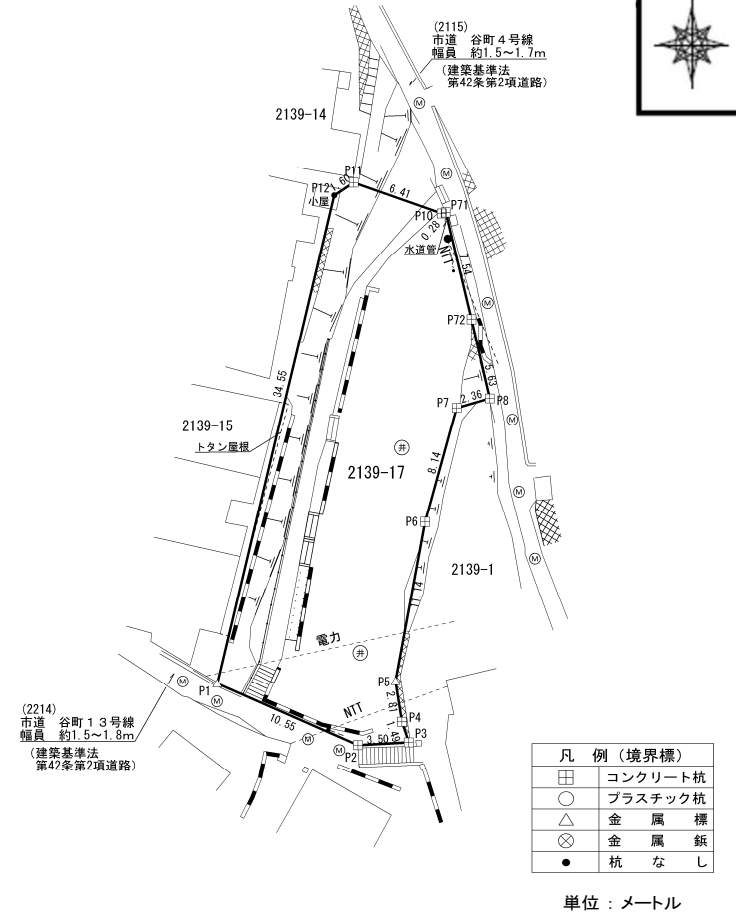 (2115)
市道 谷町４号線
幅員 約1.5～1.7m
(建築基準法
第42条第2項道路)
Ⓜ
2139-14
Ⓜ
P11
1.60
P12
小屋
6.41
P71
P10
0.28
水道管
NTT
7.54
Ⓜ
P72
5.63
34.55
2.36
P7
P8
Ⓜ
2139-15
トタン屋根
井
8.14
2139-17
Ⓜ
P6
Ⓜ
2139-1
11.14
電力
井
P5
P1
Ⓜ
Ⓜ
2.81
NTT
(2214)
市道 谷町１３号線
幅員 約1.5～1.8m
(建築基準法
第42条第2項道路)
10.55
P4
1.49
Ⓜ
Ⓜ
3.50
P3
P2
凡 例 (境界標)
コンクリート杭
プラスチック杭
金 属 標
金 属 鋲
杭 な し
単位 : メートル